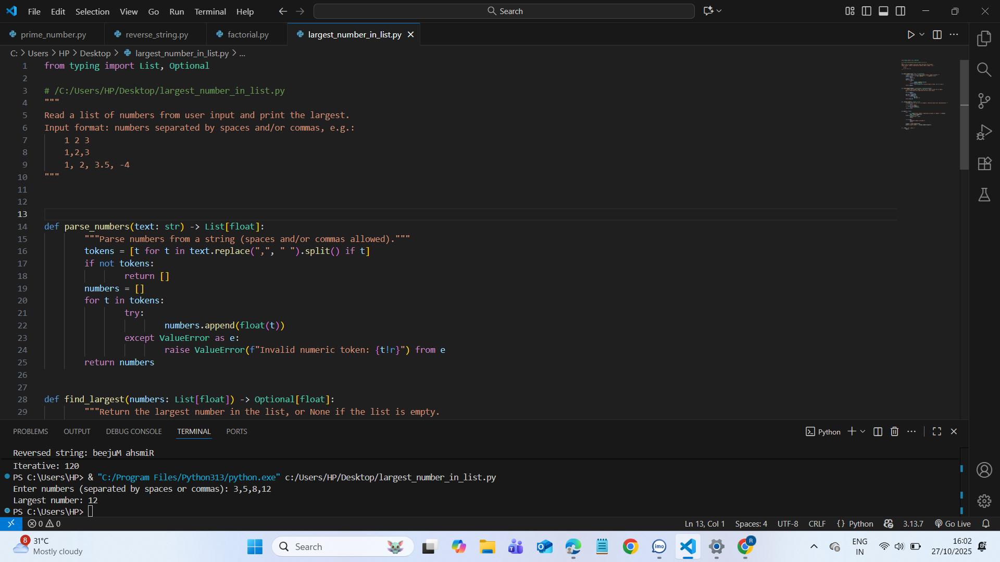 File Edit Selection View Go Run Terminal Help
Search
prime_number.py reverse_string.py factorial.py largest_number_in_list.py
C: > Users > HP > Desktop > largest_number_in_list.py > ...
1 from typing import List, Optional
2
3 # /C:/Users/HP/Desktop/largest_number_in_list.py
4 """
5 Read a list of numbers from user input and print the largest.
6 Input format: numbers separated by spaces and/or commas, e.g.:
7 1 2 3
8 1,2,3
9 1, 2, 3.5, -4
10 """
11
12
13
14 def parse_numbers(text: str) -> List[float]:
15 """Parse numbers from a string (spaces and/or commas allowed)."""
16 tokens = [t for t in text.replace(",", " ").split() if t]
17 if not tokens:
18 return []
19 numbers = []
20 for t in tokens:
21 try:
22 numbers.append(float(t))
23 except ValueError as e:
24 raise ValueError(f"Invalid numeric token: {t!r}") from e
25 return numbers
26
27
28 def find_largest(numbers: List[float]) -> Optional[float]:
29 """Return the largest number in the list, or None if the list is empty.
PROBLEMS OUTPUT DEBUG CONSOLE TERMINAL PORTS
Python
Reversed string: beejuM ahsmiR
Iterative: 120
PS C:\Users\HP> & "C:/Program Files/Python313/python.exe" c:/Users/HP/Desktop/largest_number_in_list.py
Enter numbers (separated by spaces or commas): 3,5,8,12
Largest number: 12
PS C:\Users\HP>
0 0
Ln 13, Col 1 Spaces: 4 UTF-8 CRLF {} Python 3.13.7 Go Live
8
31°C
Mostly cloudy
Search
imo
R
ENG
IN
16:02
27/10/2025